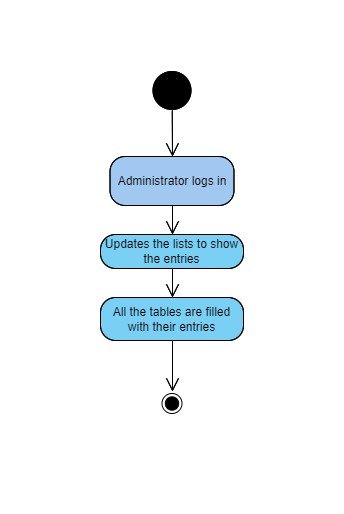 Administrator logs in
Updates the lists to show
the entries
All the tables are filled
with their entries